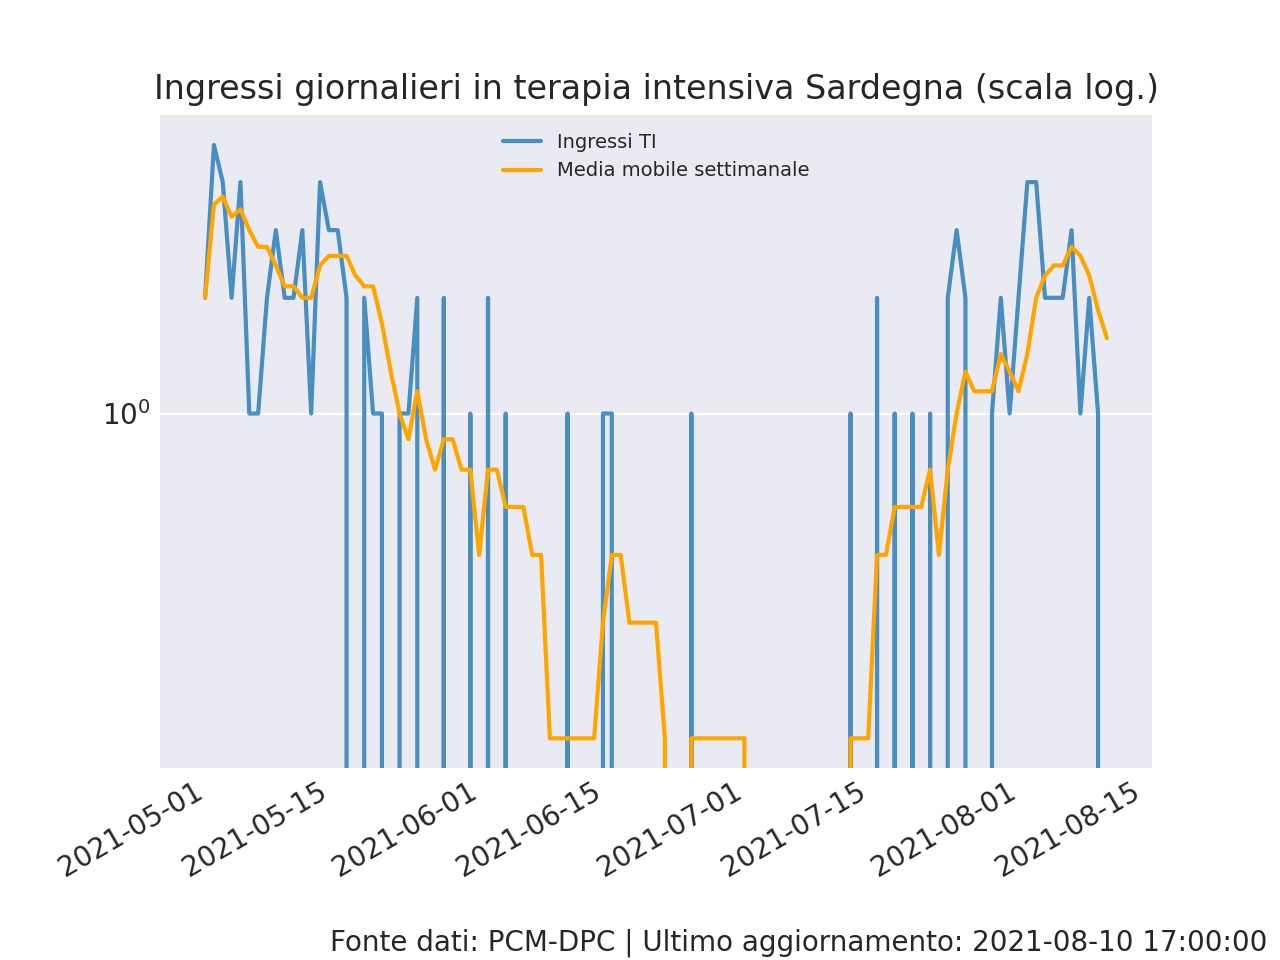 Ingressi giornalieri in terapia intensiva Sardegna (scala log.)
Ingressi TI
Media mobile settimanale
10⁰
2021-05-01
2021-05-15
2021-06-01
2021-06-15
2021-07-01
2021-07-15
2021-08-01
2021-08-15
Fonte dati: PCM-DPC | Ultimo aggiornamento: 2021-08-10 17:00:00